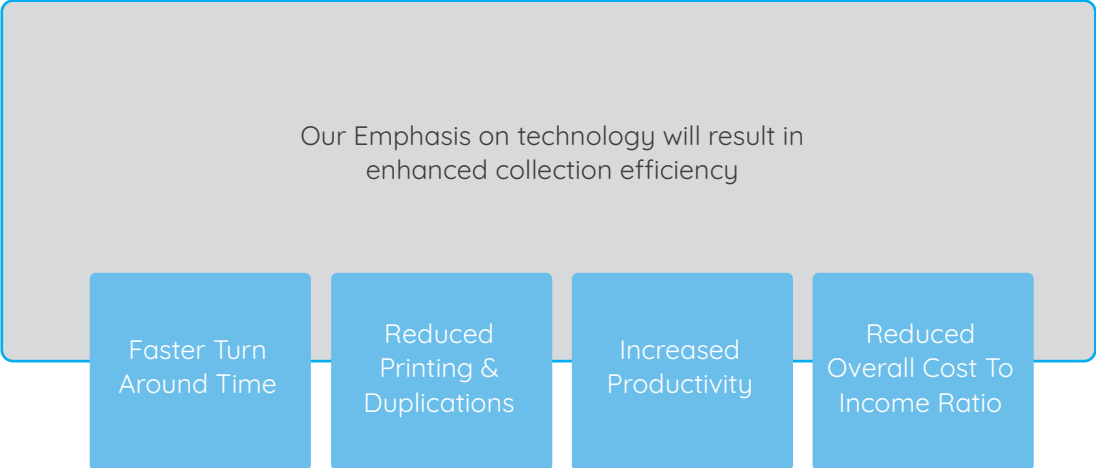 Our Emphasis on technology will result in
enhanced collection efficiency
Faster Turn
Around Time
Reduced
Printing &
Duplications
Increased
Productivity
Reduced
Overall Cost To
Income Ratio